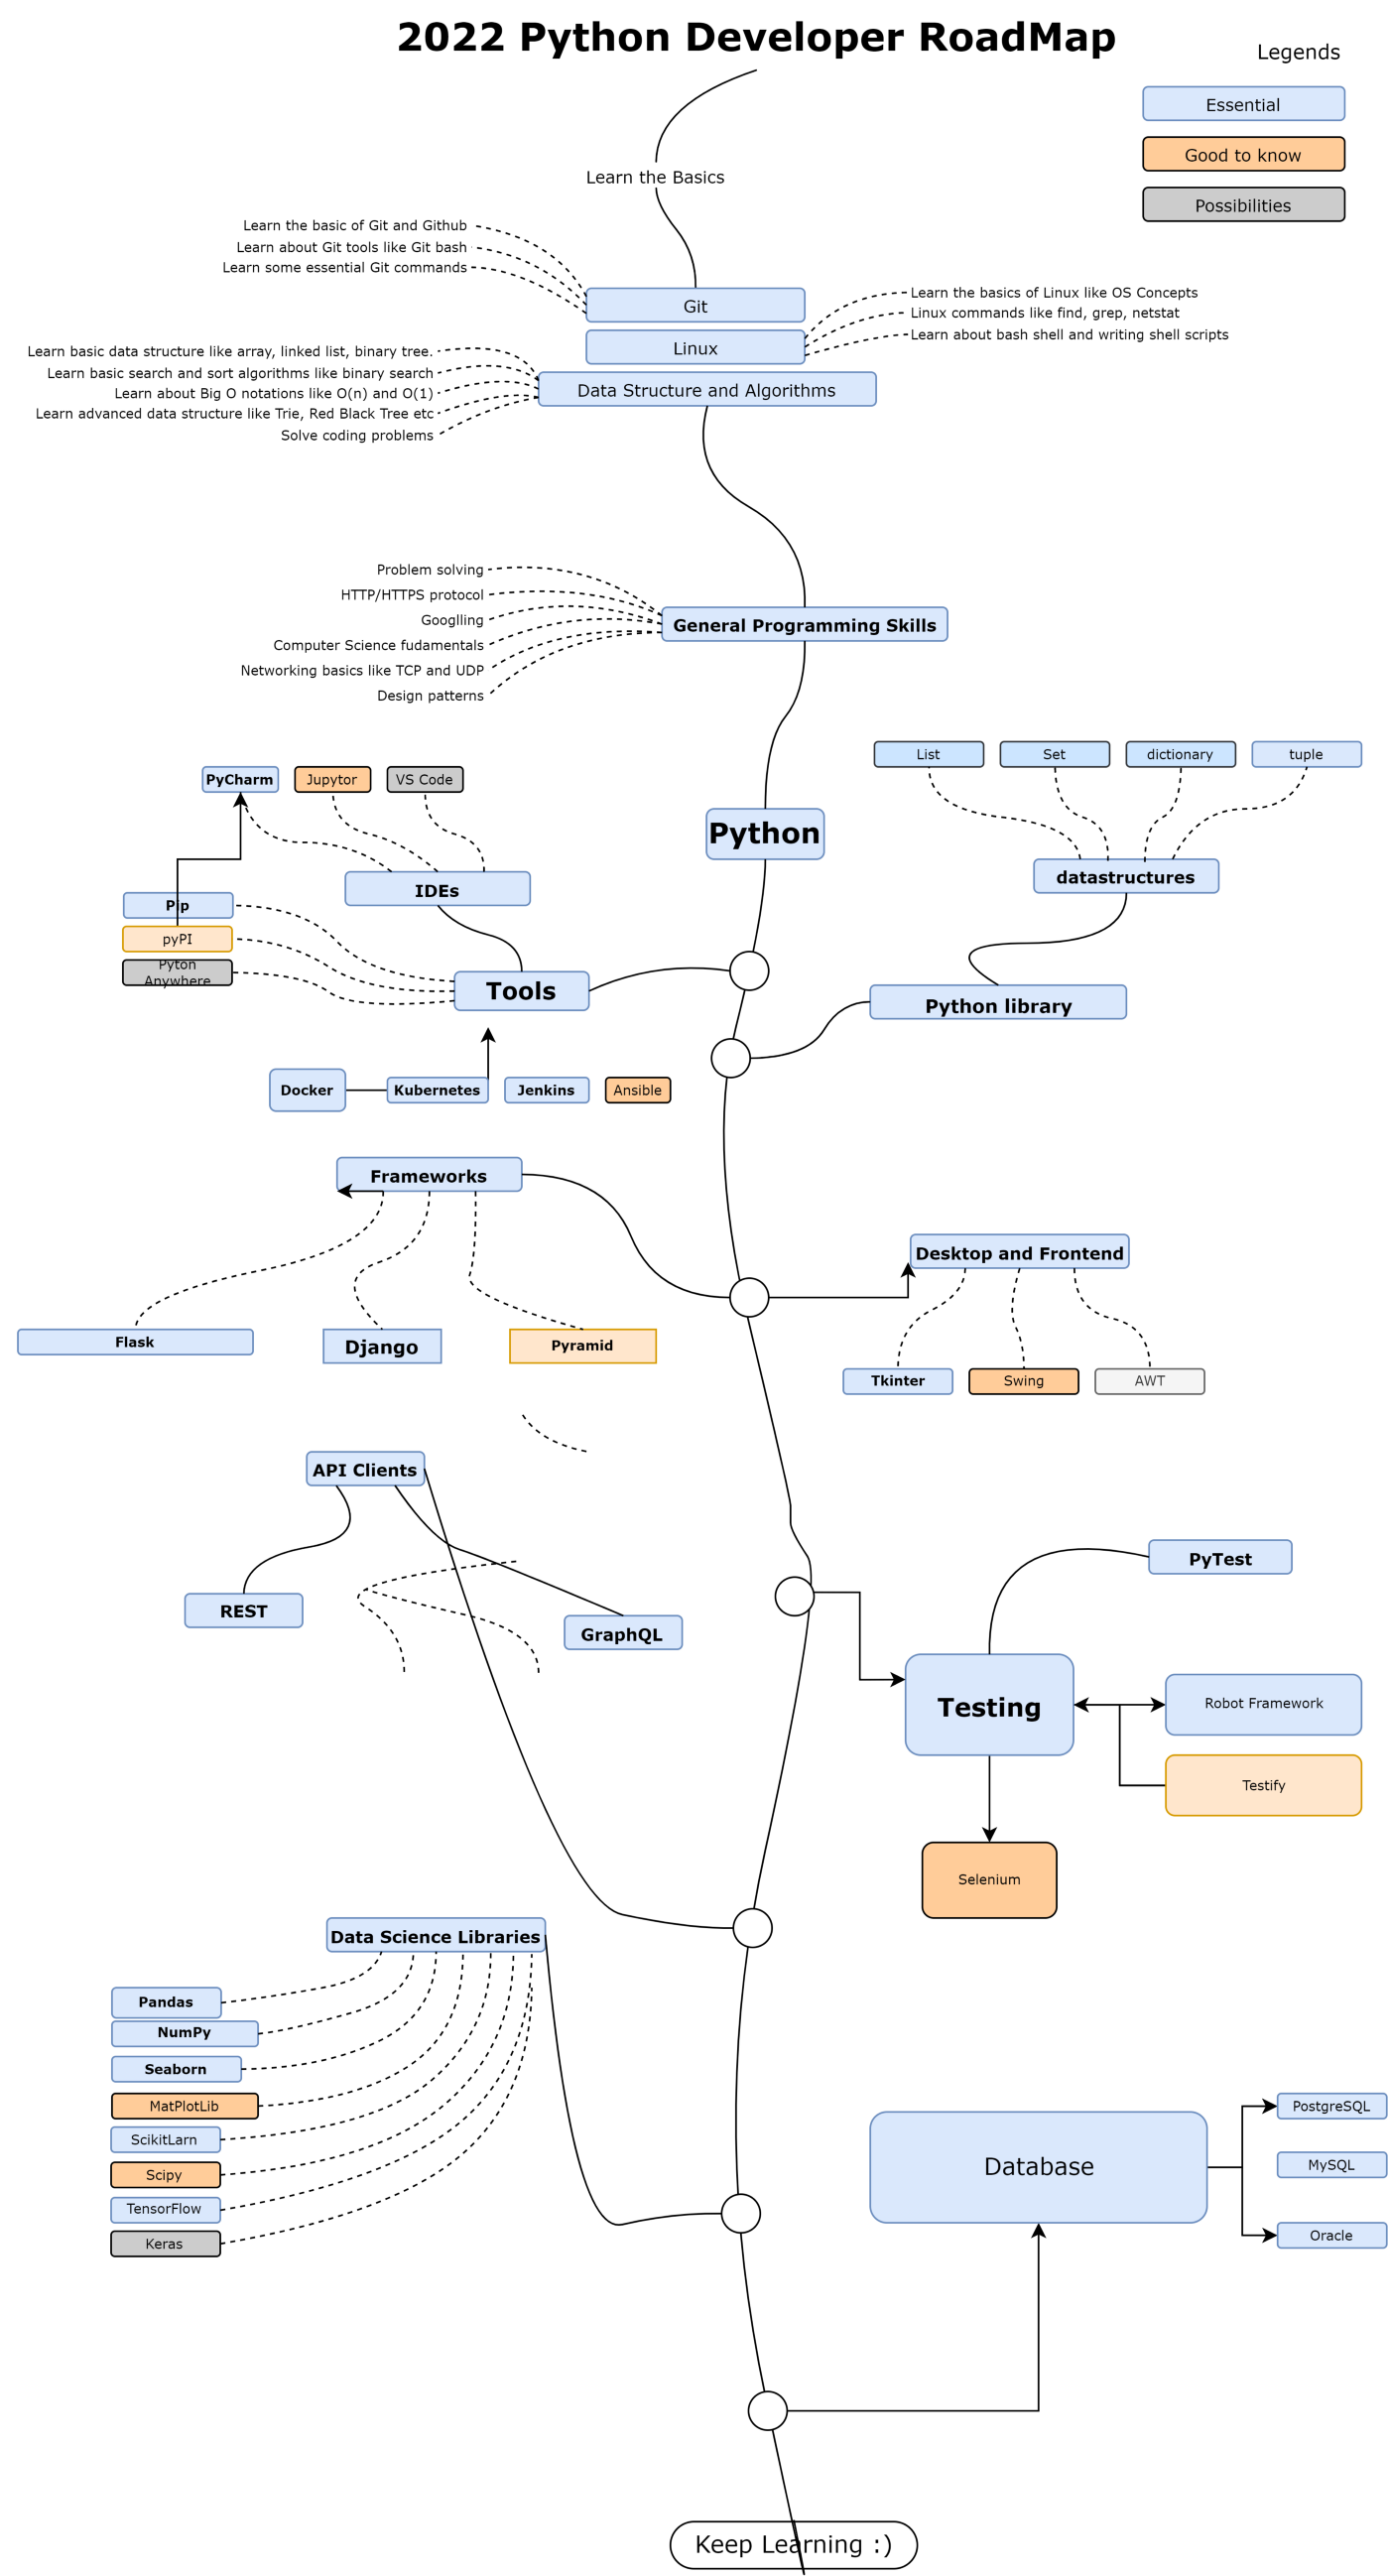 2022 Python Developer RoadMap
Legends
Essential
Good to know
Possibilities
Learn the Basics
Learn the basic of Git and Github
Learn about Git tools like Git bash
Learn some essential Git commands
Git
Learn the basics of Linux like OS Concepts
Linux commands like find, grep, netstat
Learn about bash shell and writing shell scripts
Linux
Learn basic data structure like array, linked list, binary tree.
Learn basic search and sort algorithms like binary search
Learn about Big O notations like O(n) and O(1)
Learn advanced data structure like Trie, Red Black Tree etc
Solve coding problems
Data Structure and Algorithms
Problem solving
HTTP/HTTPS protocol
Googlling
Computer Science fudamentals
Networking basics like TCP and UDP
Design patterns
General Programming Skills
List
Set
dictionary
tuple
PyCharm
Jupytor
VS Code
Python
datastructures
IDEs
Pip
pyPI
Pyton
Anywhere
Tools
Python library
Docker
Kubernetes
Jenkins
Ansible
Frameworks
Desktop and Frontend
Flask
Django
Pyramid
Tkinter
Swing
AWT
API Clients
PyTest
REST
GraphQL
Testing
Robot Framework
Testify
Selenium
Data Science Libraries
Pandas
NumPy
Seaborn
MatPlotLib
ScikitLarn
Scipy
TensorFlow
Keras
Database
PostgreSQL
MySQL
Oracle
Keep Learning :)